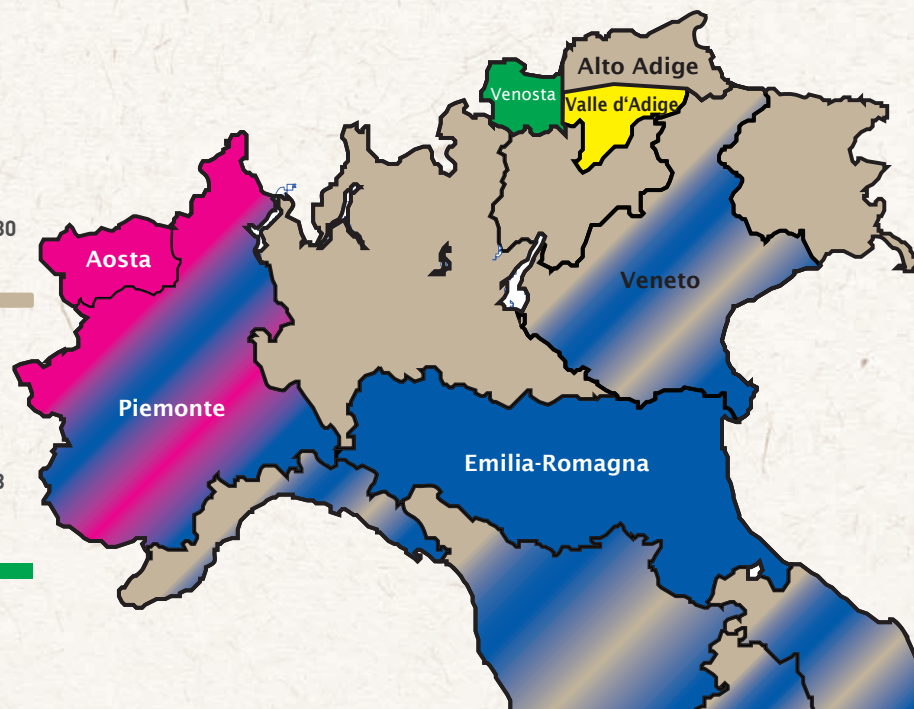 Alto Adige
Venosta
Valle d‘Adige
Aosta
Veneto
Piemonte
Emilia-Romagna